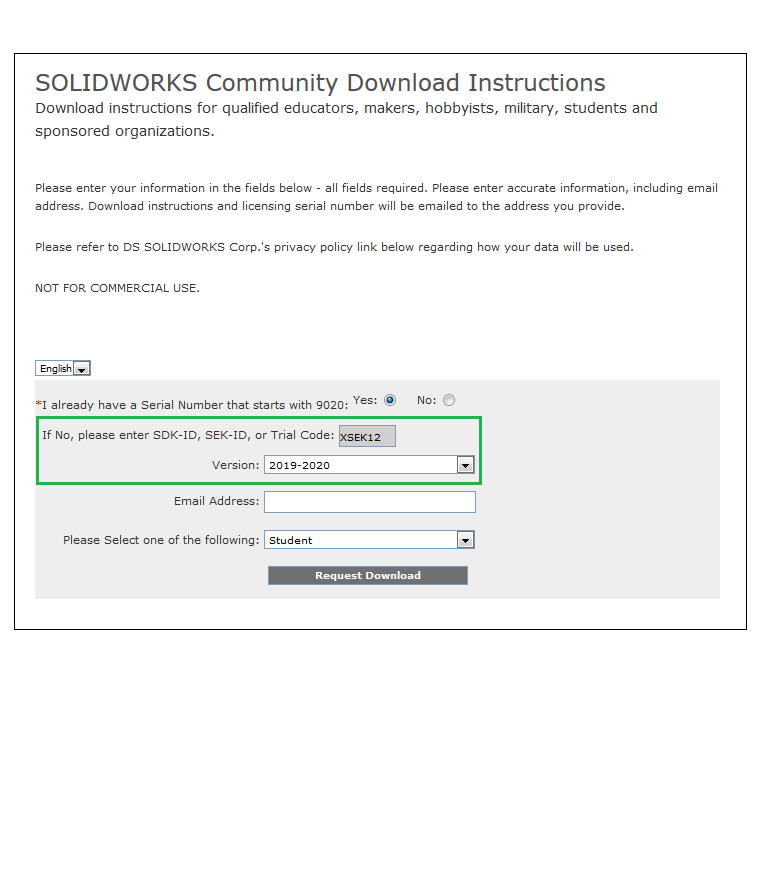 SOLIDWORKS Community Download Instructions
Download instructions for qualified educators, makers, hobbyists, military, students and
sponsored organizations.
Please enter your information in the fields below - all fields required. Please enter accurate information, including email
address. Download instructions and licensing serial number will be emailed to the address you provide.
Please refer to DS SOLIDWORKS Corp.'s privacy policy link below regarding how your data will be used.
NOT FOR COMMERCIAL USE.
English
*I already have a Serial Number that starts with 9020: Yes: No:
If No, please enter SDK-ID, SEK-ID, or Trial Code: XSEK12
Version: 2019-2020
Email Address:
Please Select one of the following: Student
Request Download